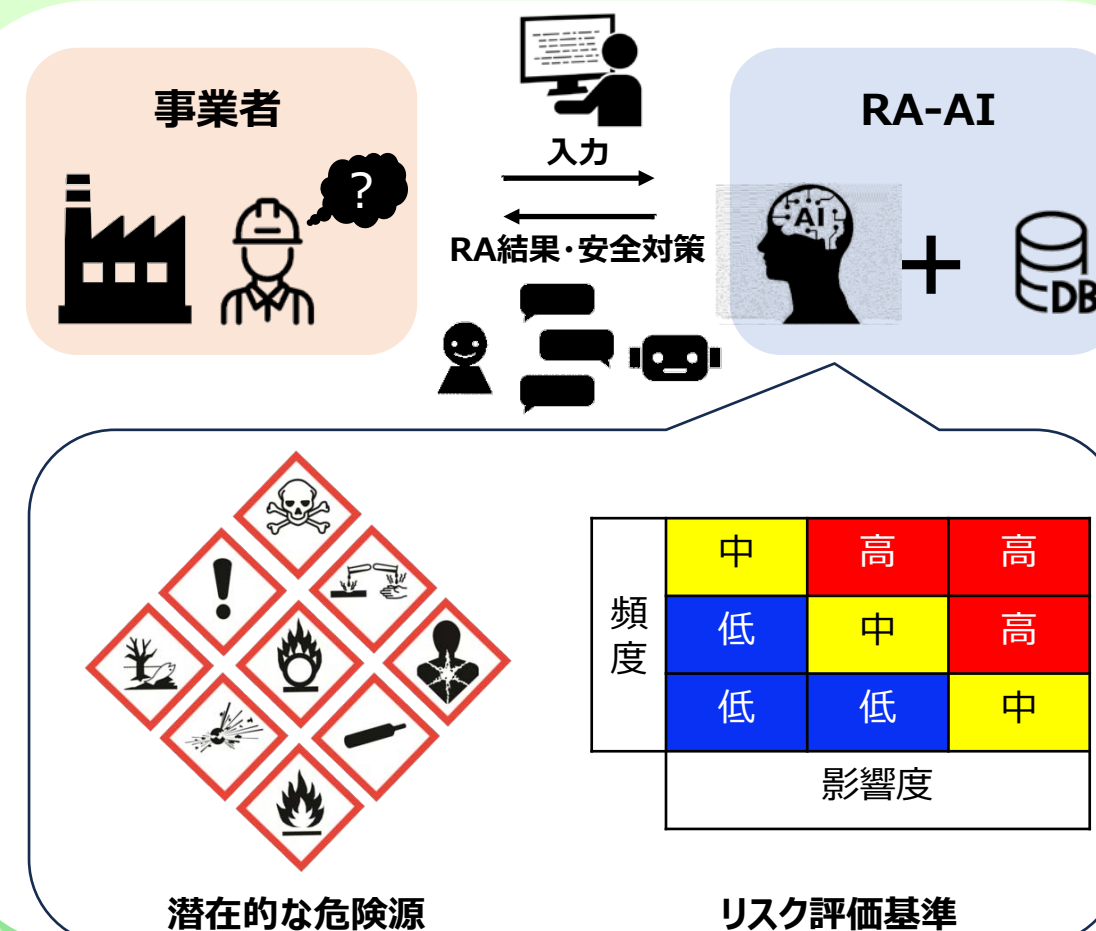 事業者
?
入力
RA結果・安全対策
RA-AI
AI
+
DB
頻度
中 高 高
低 中 高
低 低 中
影響度
潜在的な危険源
リスク評価基準